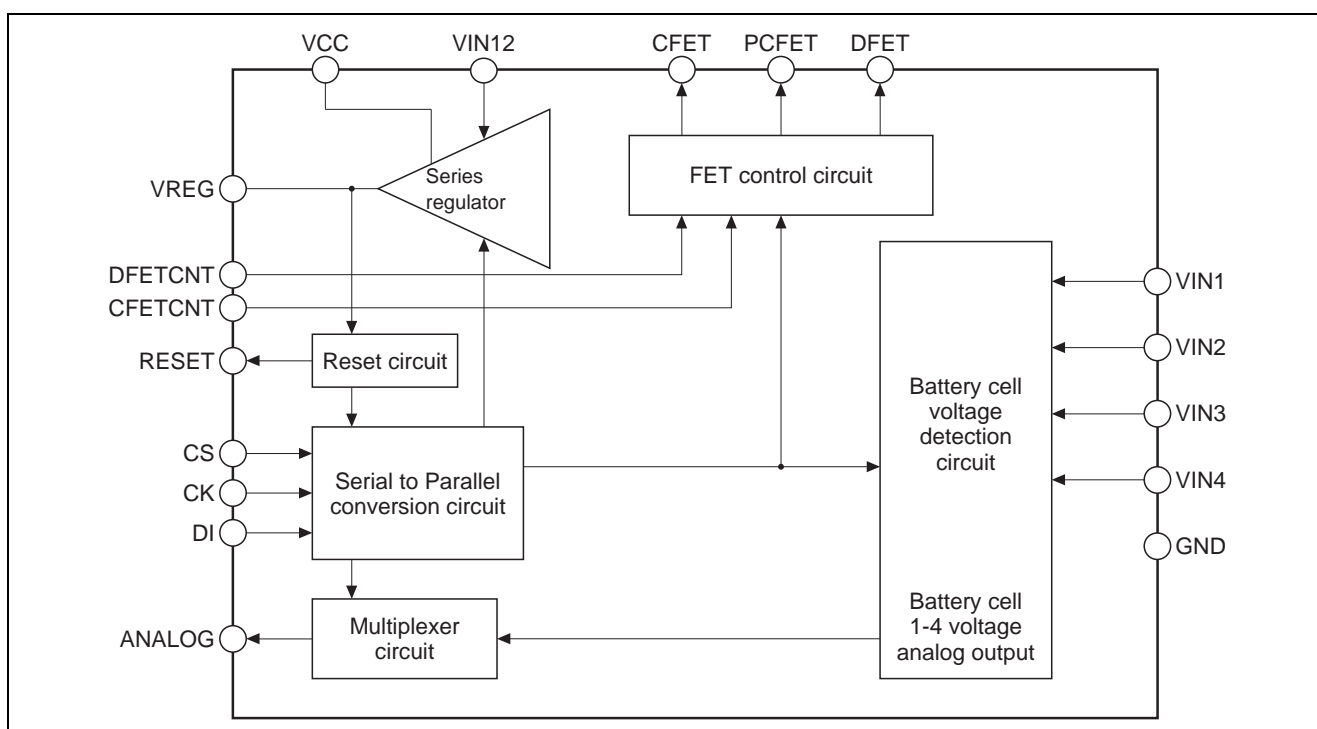 VCC
VIN12
CFET
PCFET
DFET
VREG
Series
regulator
FET control circuit
DFETCNT
CFETCNT
VIN1
RESET
Reset circuit
VIN2
Battery cell
voltage
detection
circuit
VIN3
CS
CK
DI
Serial to Parallel
conversion circuit
VIN4
GND
ANALOG
Multiplexer
circuit
Battery cell
1-4 voltage
analog output